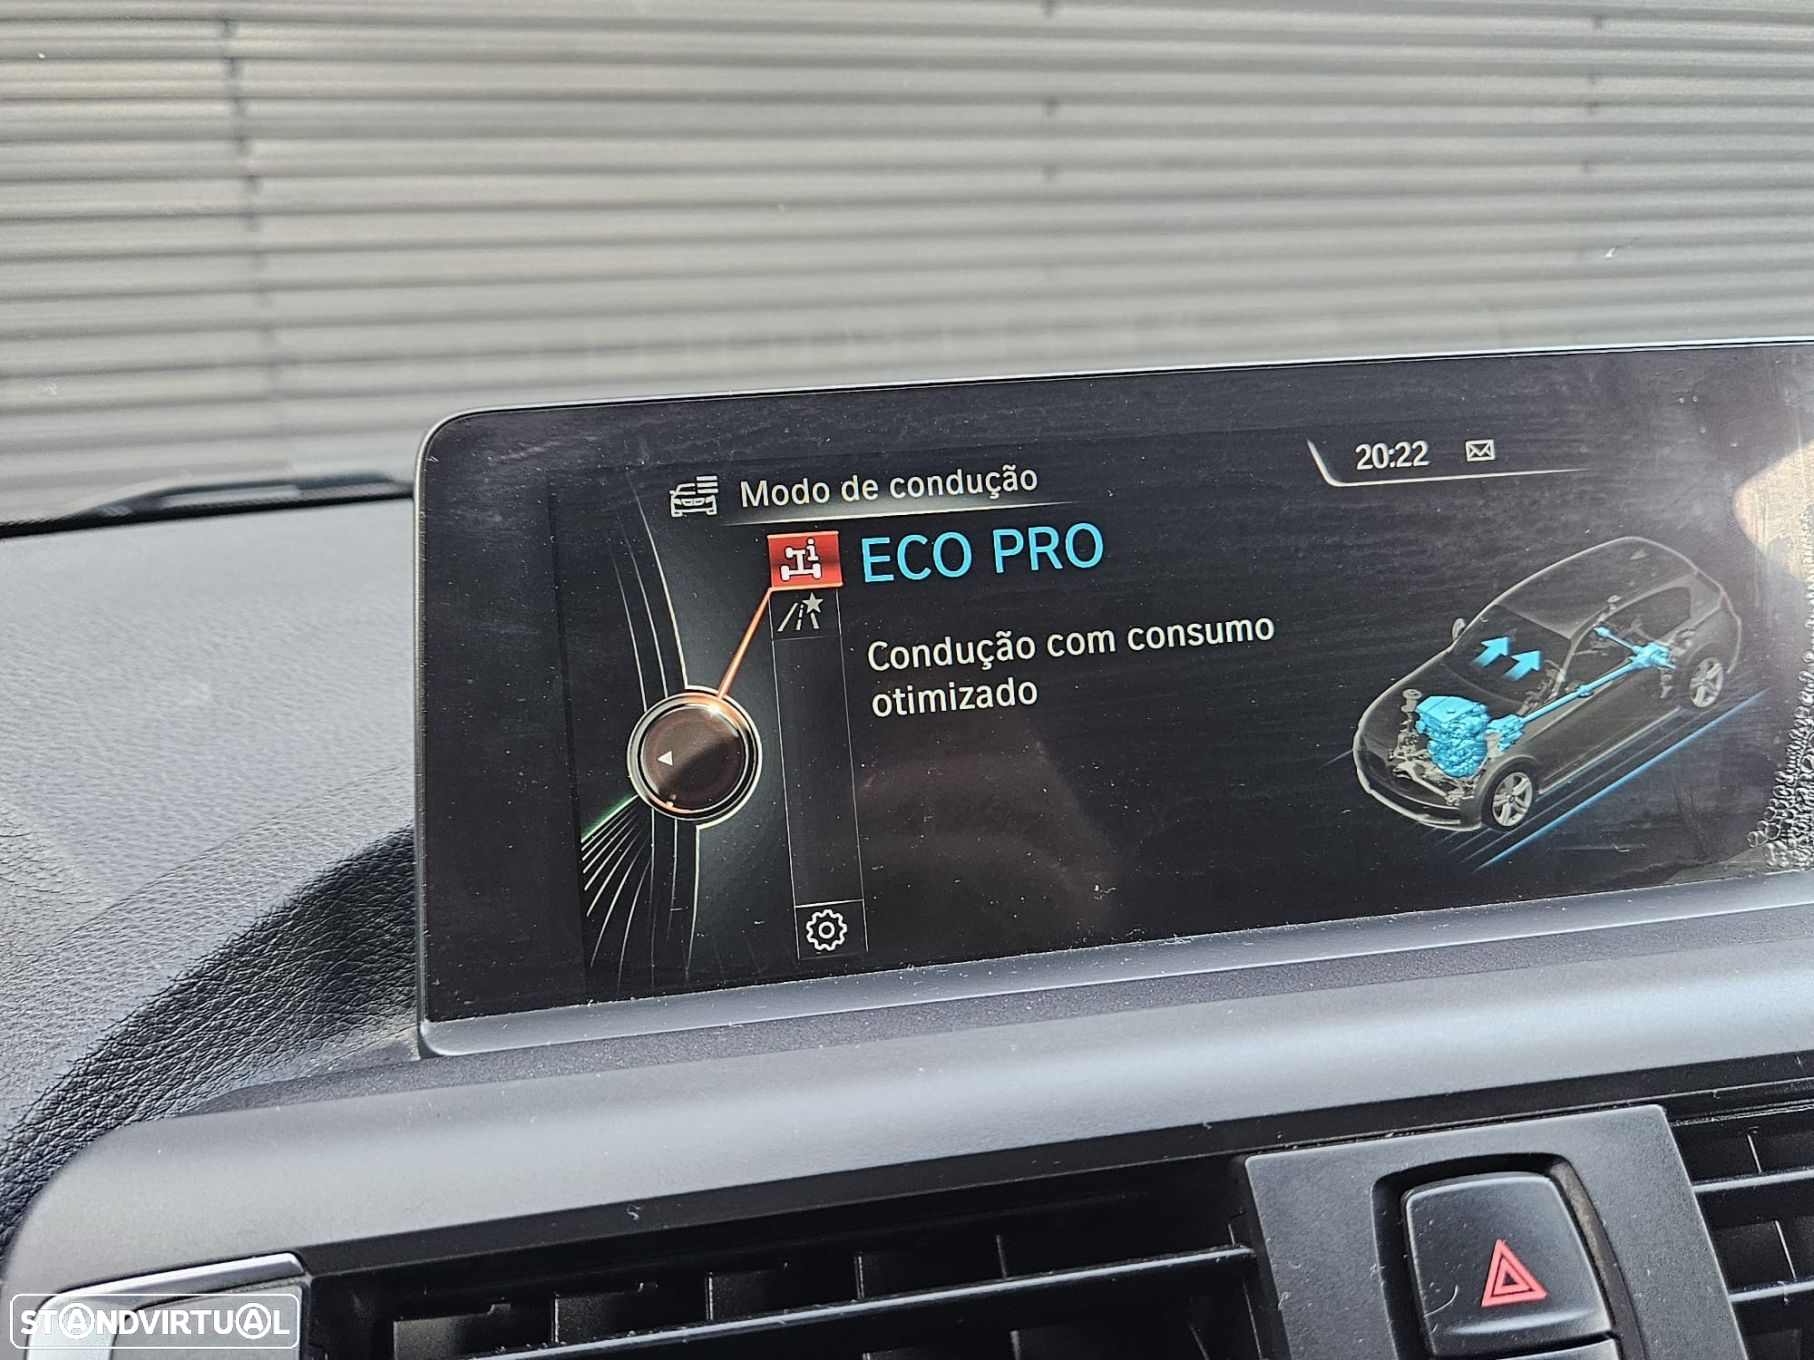 20:22
Modo de condução
ECO PRO
Condução com consumo
otimizado
STANDVIRTUAL